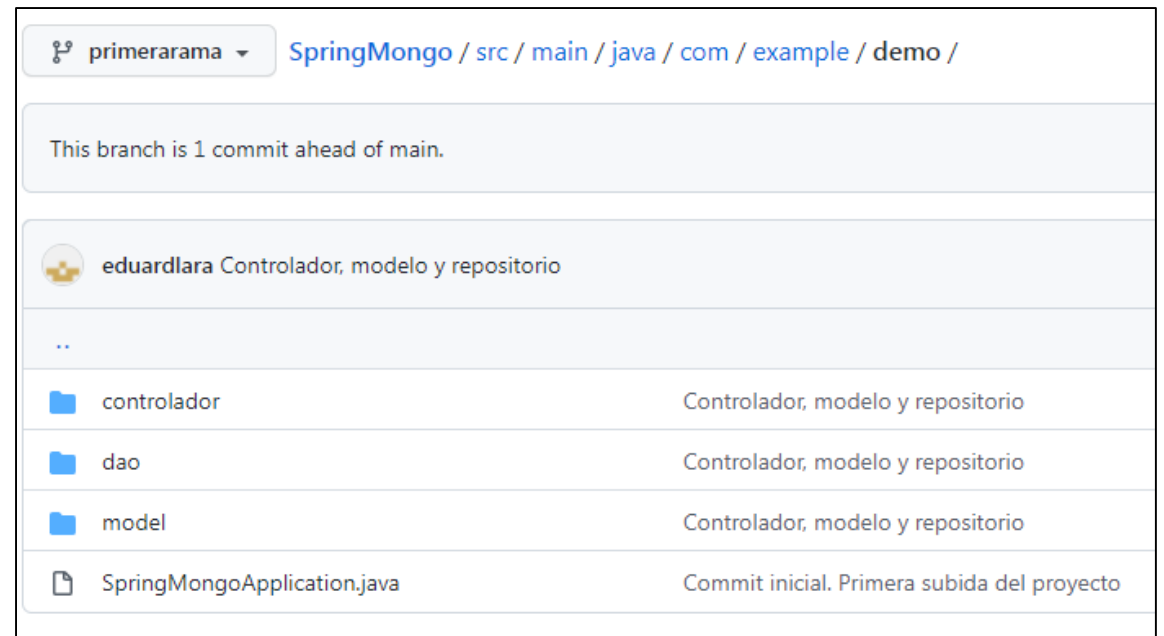 primerarama SpringMongo / src / main / java / com / example / demo /
This branch is 1 commit ahead of main.
eduardlara Controlador, modelo y repositorio
..
controlador Controlador, modelo y repositorio
dao Controlador, modelo y repositorio
model Controlador, modelo y repositorio
SpringMongoApplication.java Commit inicial. Primera subida del proyecto